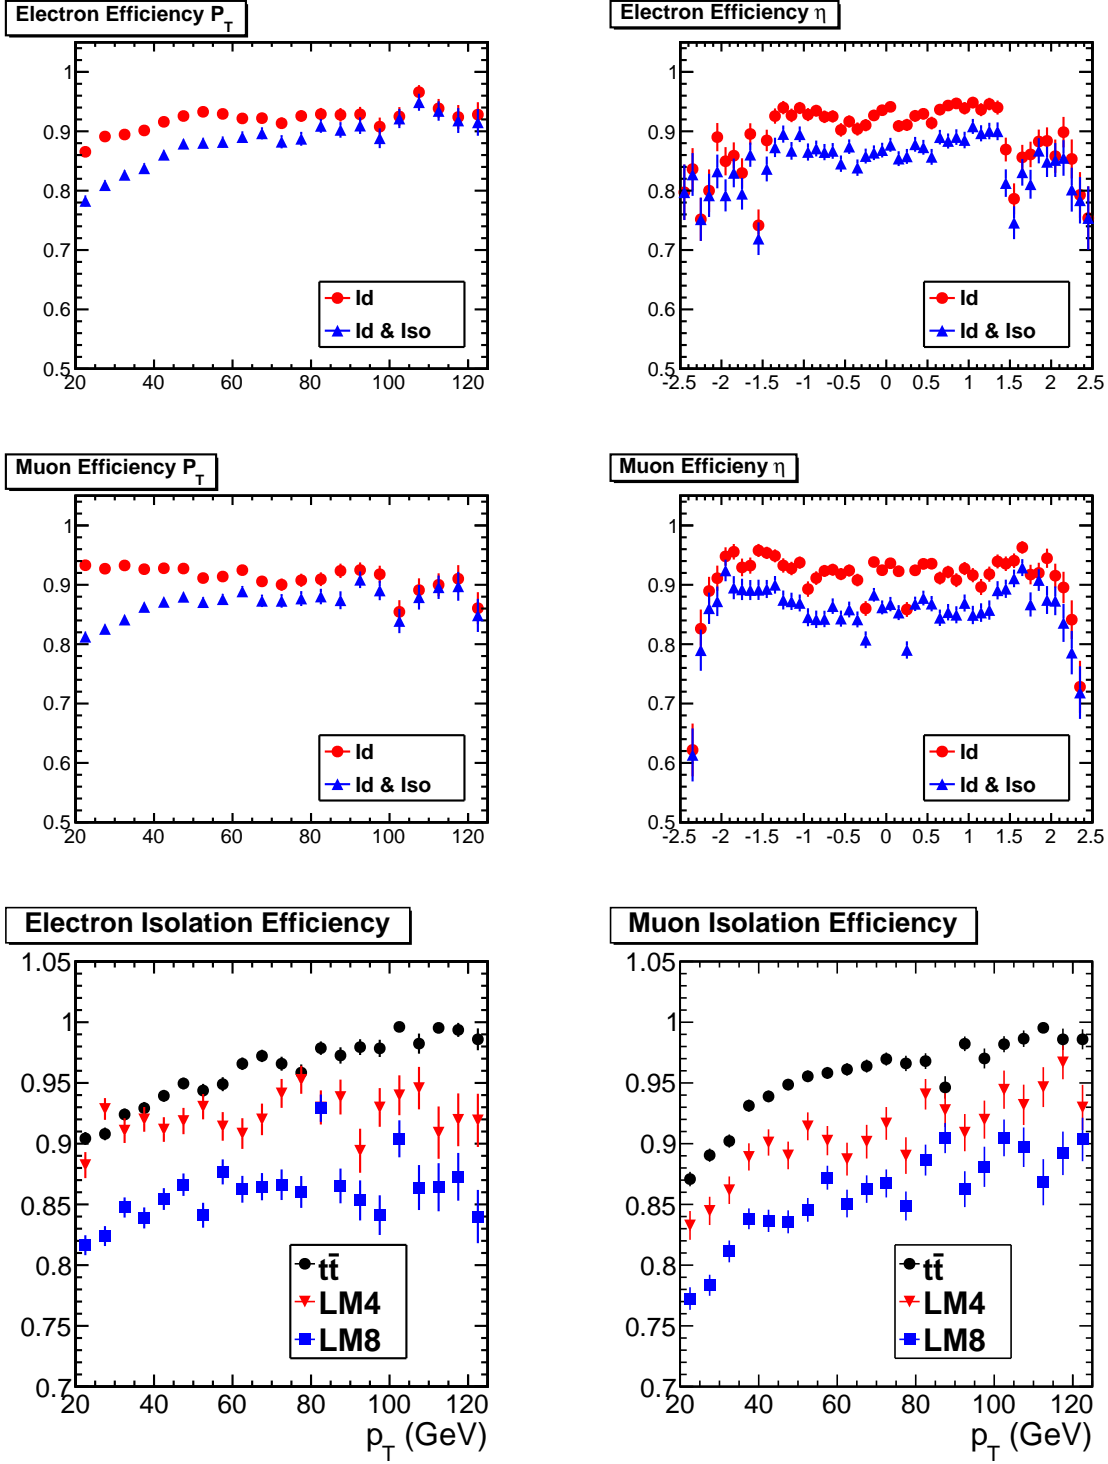 Electron Efficiency P_T
1
0.9
0.8
0.7
0.6
0.5
20 40 60 80 100 120
Id
Id & Iso
Electron Efficiency η
1
0.9
0.8
0.7
0.6
0.5
-2.5 -2 -1.5 -1 -0.5 0 0.5 1 1.5 2 2.5
Id
Id & Iso
Muon Efficiency P_T
1
0.9
0.8
0.7
0.6
0.5
20 40 60 80 100 120
Id
Id & Iso
Muon Efficieny η
1
0.9
0.8
0.7
0.6
0.5
-2.5 -2 -1.5 -1 -0.5 0 0.5 1 1.5 2 2.5
Id
Id & Iso
Electron Isolation Efficiency
1.05
1
0.95
0.9
0.85
0.8
0.75
0.7
20 40 60 80 100 120
p_T (GeV)
tt̄
LM4
LM8
Muon Isolation Efficiency
1.05
1
0.95
0.9
0.85
0.8
0.75
0.7
20 40 60 80 100 120
p_T (GeV)
tt̄
LM4
LM8